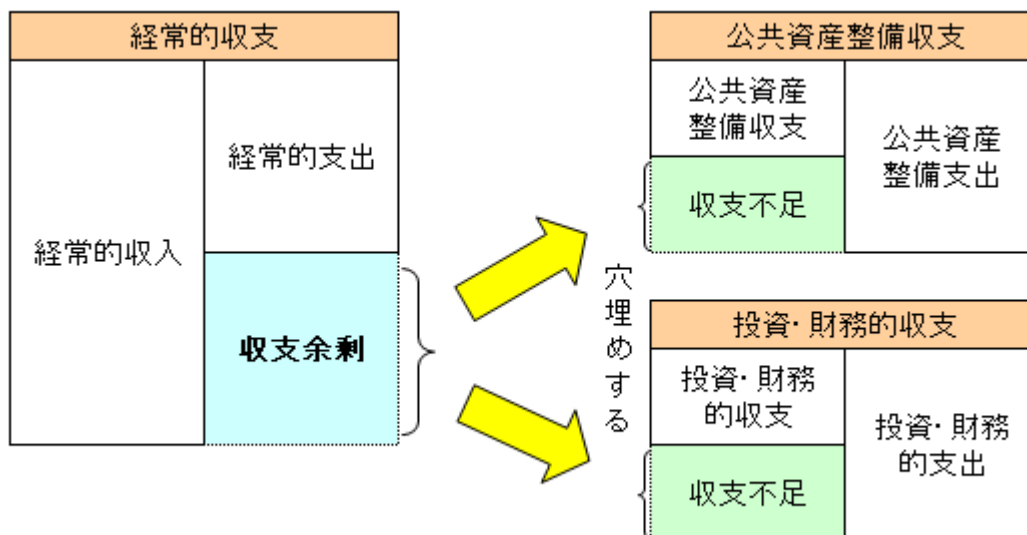 経常的収支
経常的収入
経常的支出
収支余剰
穴埋めする
公共資産整備収支
公共資産
整備収支
収支不足
公共資産
整備支出
投資・財務的収支
投資・財務
的収支
収支不足
投資・財務
的支出